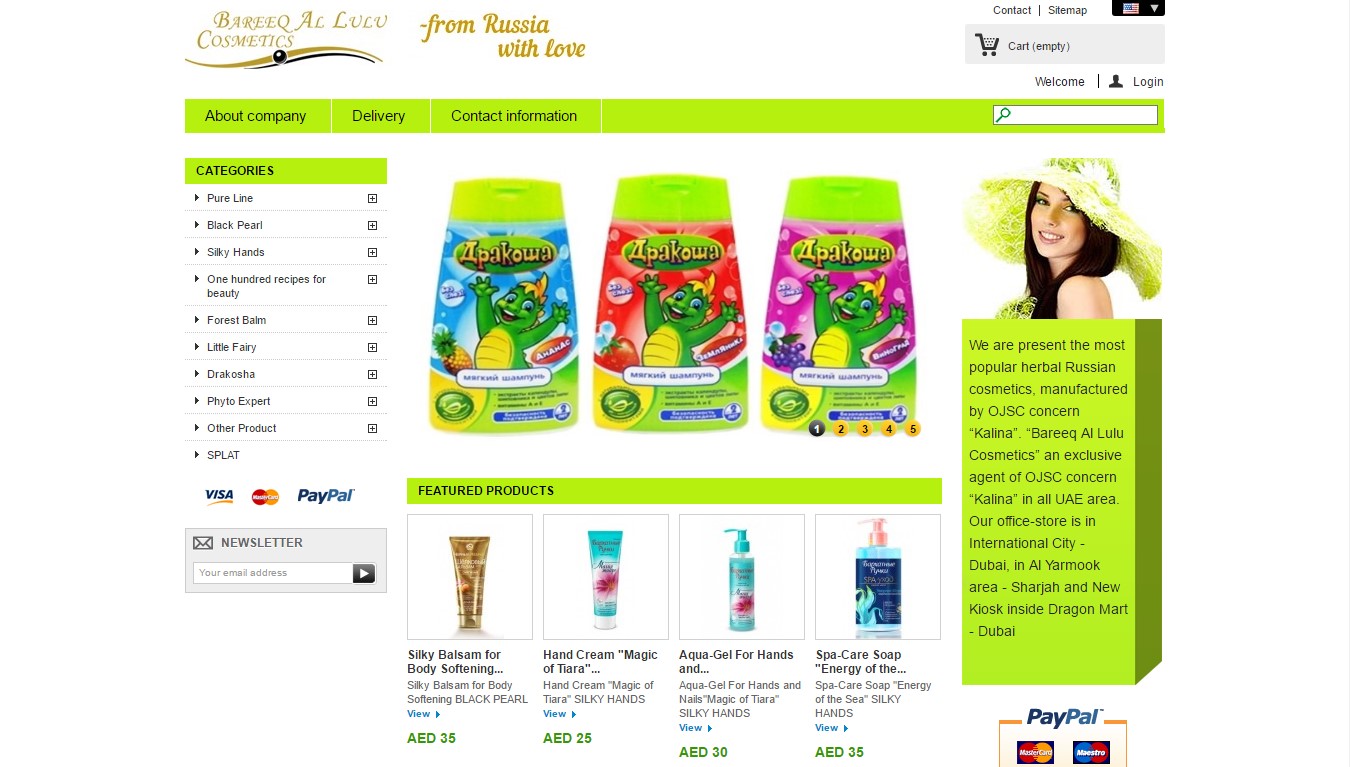 BAREEQ AL LULU
COSMETICS
-from Russia
with love
Contact
Sitemap
Cart (empty)
Welcome
Login
About company
Delivery
Contact information
CATEGORIES
Pure Line
Black Pearl
Silky Hands
One hundred recipes for
beauty
Forest Balm
Little Fairy
Drakosha
Phyto Expert
Other Product
SPLAT
VISA
MasterCard
PayPal
NEWSLETTER
Your email address
Дракоша
АНАНАС
мягкий шампунь
Дракоша
ЗЕМЛЯНИКА
мягкий шампунь
Дракоша
ВИНОГРАД
мягкий шампунь
1
2
3
4
5
FEATURED PRODUCTS
Бархатные
Ручки
Бархатные
Ручки
SPA-уход
Silky Balsam for
Body Softening...
Silky Balsam for Body
Softening BLACK PEARL
View
AED 35
Hand Cream "Magic
of Tiara"...
Hand Cream "Magic of
Tiara" SILKY HANDS
View
AED 25
Aqua-Gel For Hands
and...
Aqua-Gel For Hands and
Nails"Magic of Tiara"
SILKY HANDS
View
AED 30
Spa-Care Soap
"Energy of the...
Spa-Care Soap "Energy
of the Sea" SILKY
HANDS
View
AED 35
We are present the most
popular herbal Russian
cosmetics, manufactured
by OJSC concern
“Kalina”. “Bareeq Al Lulu
Cosmetics” an exclusive
agent of OJSC concern
“Kalina” in all UAE area.
Our office-store is in
International City -
Dubai, in Al Yarmook
area - Sharjah and New
Kiosk inside Dragon Mart
- Dubai
PayPal
MasterCard
Maestro